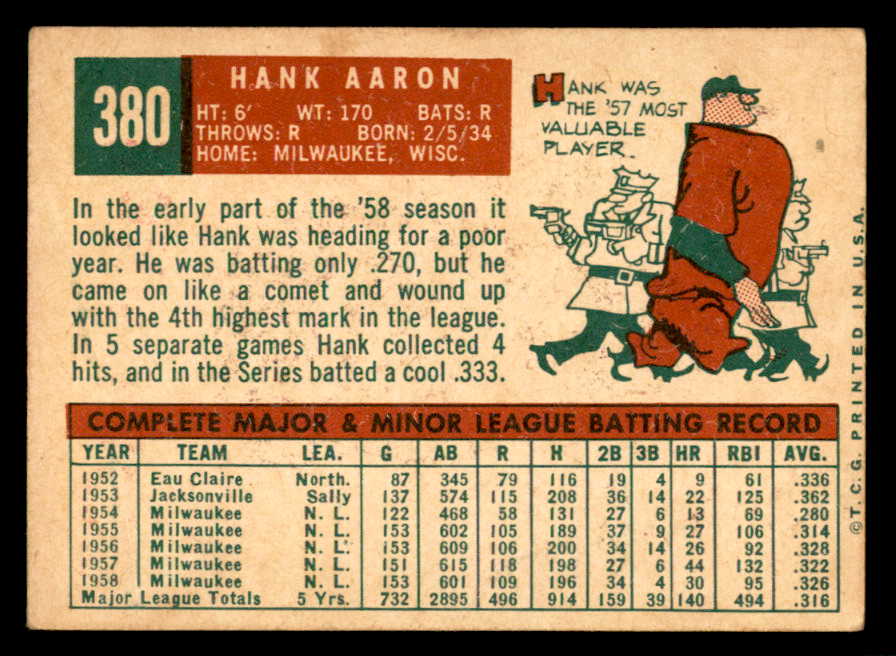 380
HANK AARON
HT: 6' WT: 170 BATS: R
THROWS: R BORN: 2/5/34
HOME: MILWAUKEE, WISC.
HANK WAS
THE '57 MOST
VALUABLE
PLAYER.
In the early part of the '58 season it
looked like Hank was heading for a poor
year. He was batting only .270, but he
came on like a comet and wound up
with the 4th highest mark in the league.
In 5 separate games Hank collected 4
hits, and in the Series batted a cool .333.
COMPLETE MAJOR & MINOR LEAGUE BATTING RECORD
YEAR TEAM LEA. G AB R H 2B 3B HR RBI AVG.
1952 Eau Claire North. 87 345 79 116 19 4 9 61 .336
1953 Jacksonville Sally 137 574 115 208 36 14 22 125 .362
1954 Milwaukee N. L. 122 468 58 131 27 6 13 69 .280
1955 Milwaukee N. L. 153 602 105 189 37 9 27 106 .314
1956 Milwaukee N. L. 153 609 106 200 34 14 26 92 .328
1957 Milwaukee N. L. 151 615 118 198 27 6 44 132 .322
1958 Milwaukee N. L. 153 601 109 196 34 4 30 95 .326
Major League Totals 5 Yrs. 732 2895 496 914 159 39 140 494 .316
©T.C.G. PRINTED IN U.S.A.